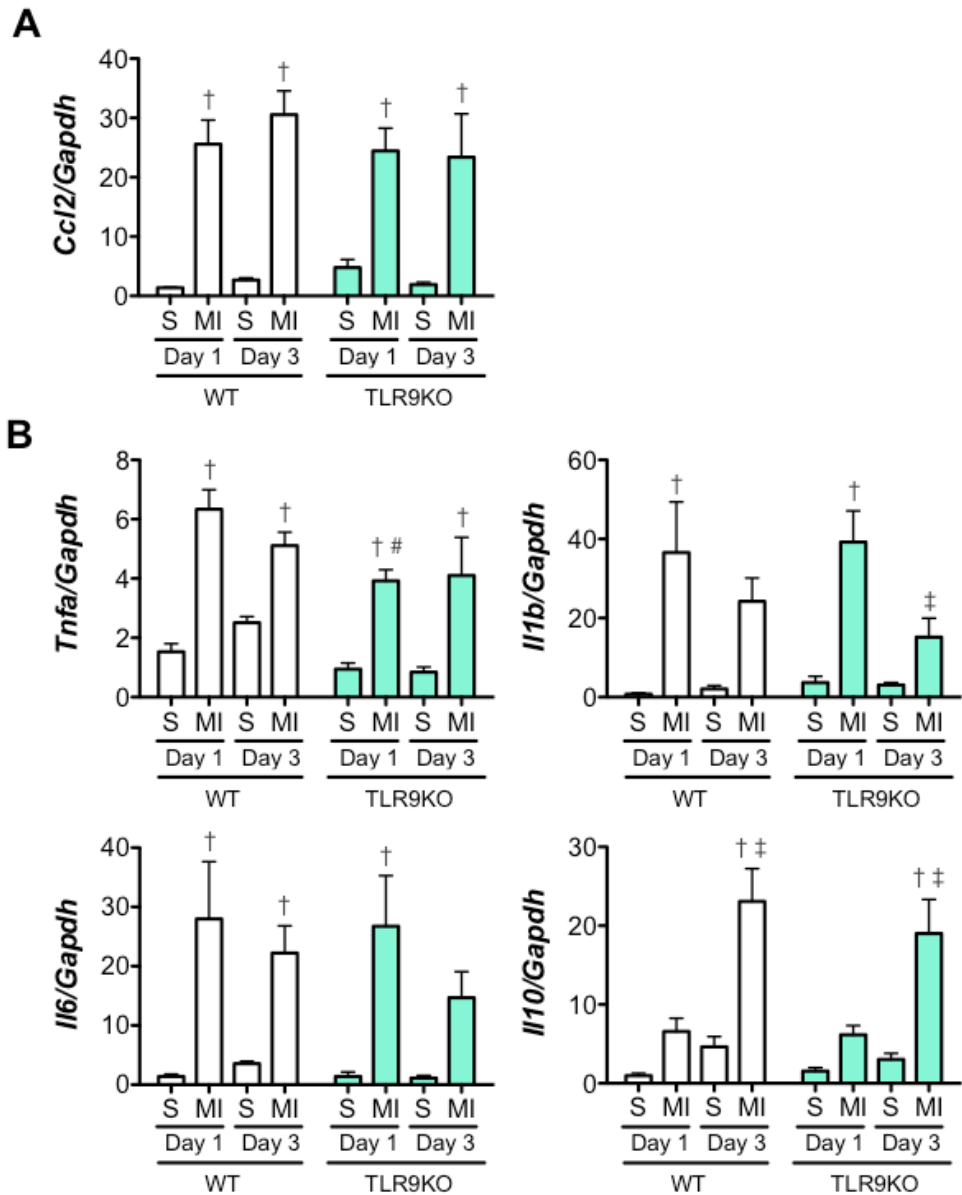 A
Ccl2/Gapdh
40
30
20
10
0
† † † †
S MI S MI S MI S MI
Day 1 Day 3 Day 1 Day 3
WT TLR9KO
B
Tnfa/Gapdh
8
6
4
2
0
† † † # †
S MI S MI S MI S MI
Day 1 Day 3 Day 1 Day 3
WT TLR9KO
Il1b/Gapdh
60
40
20
0
† † ‡
S MI S MI S MI S MI
Day 1 Day 3 Day 1 Day 3
WT TLR9KO
Il6/Gapdh
40
30
20
10
0
† † †
S MI S MI S MI S MI
Day 1 Day 3 Day 1 Day 3
WT TLR9KO
Il10/Gapdh
30
20
10
0
† ‡ † ‡
S MI S MI S MI S MI
Day 1 Day 3 Day 1 Day 3
WT TLR9KO